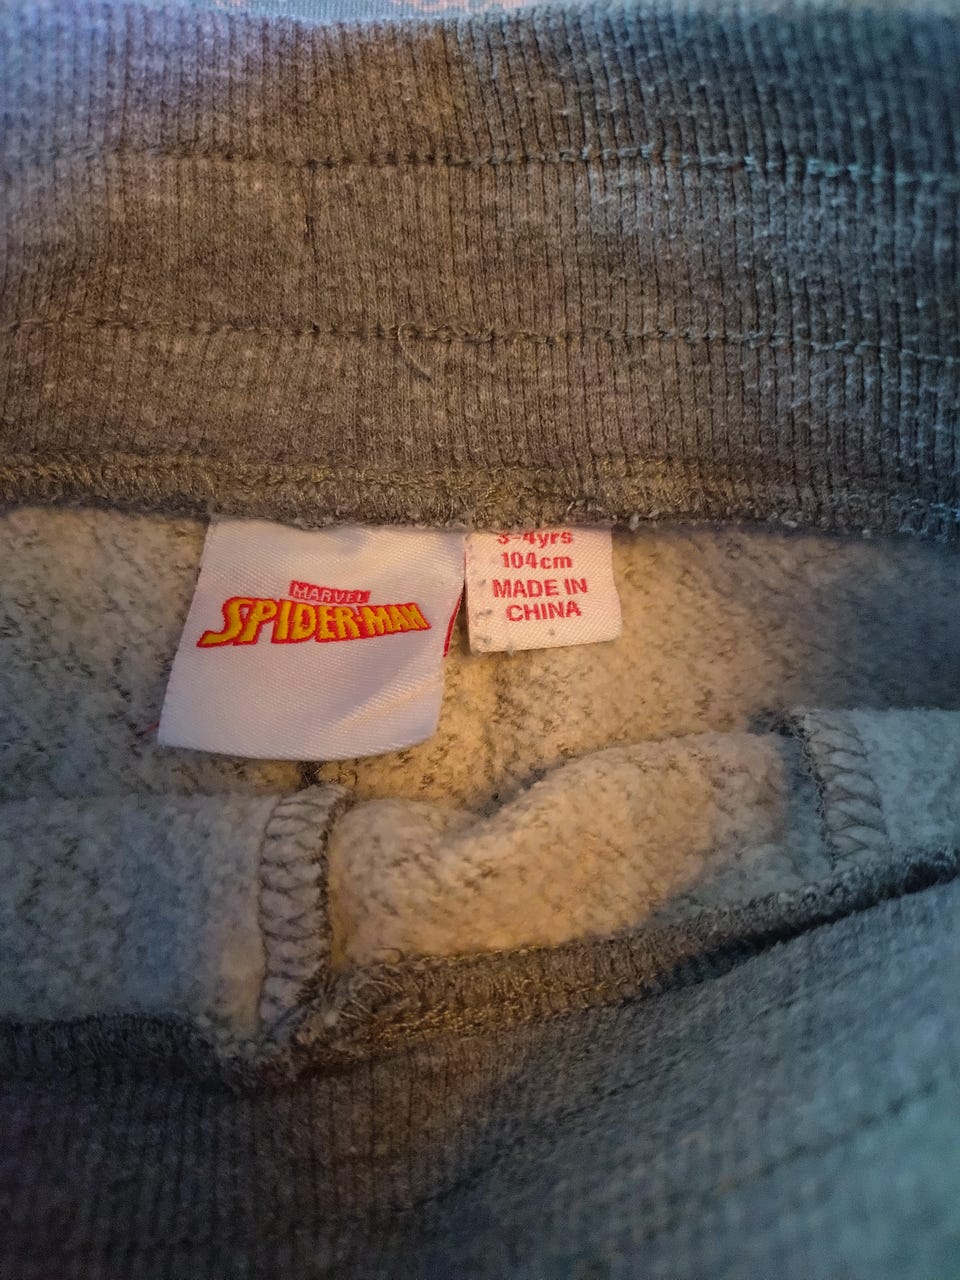 MARVEL
SPIDER-MAN
3-4yrs
104cm
MADE IN
CHINA